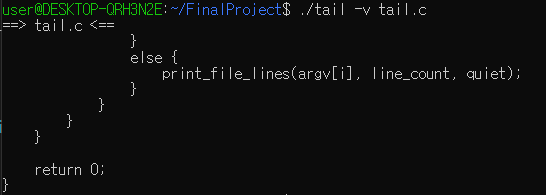 user@DESKTOP-QRH3N2E:~/FinalProject$ ./tail -v tail.c
==> tail.c <==
                }
                else {
                    print_file_lines(argv[i], line_count, quiet);
                }
            }
        }
    }

    return 0;
}